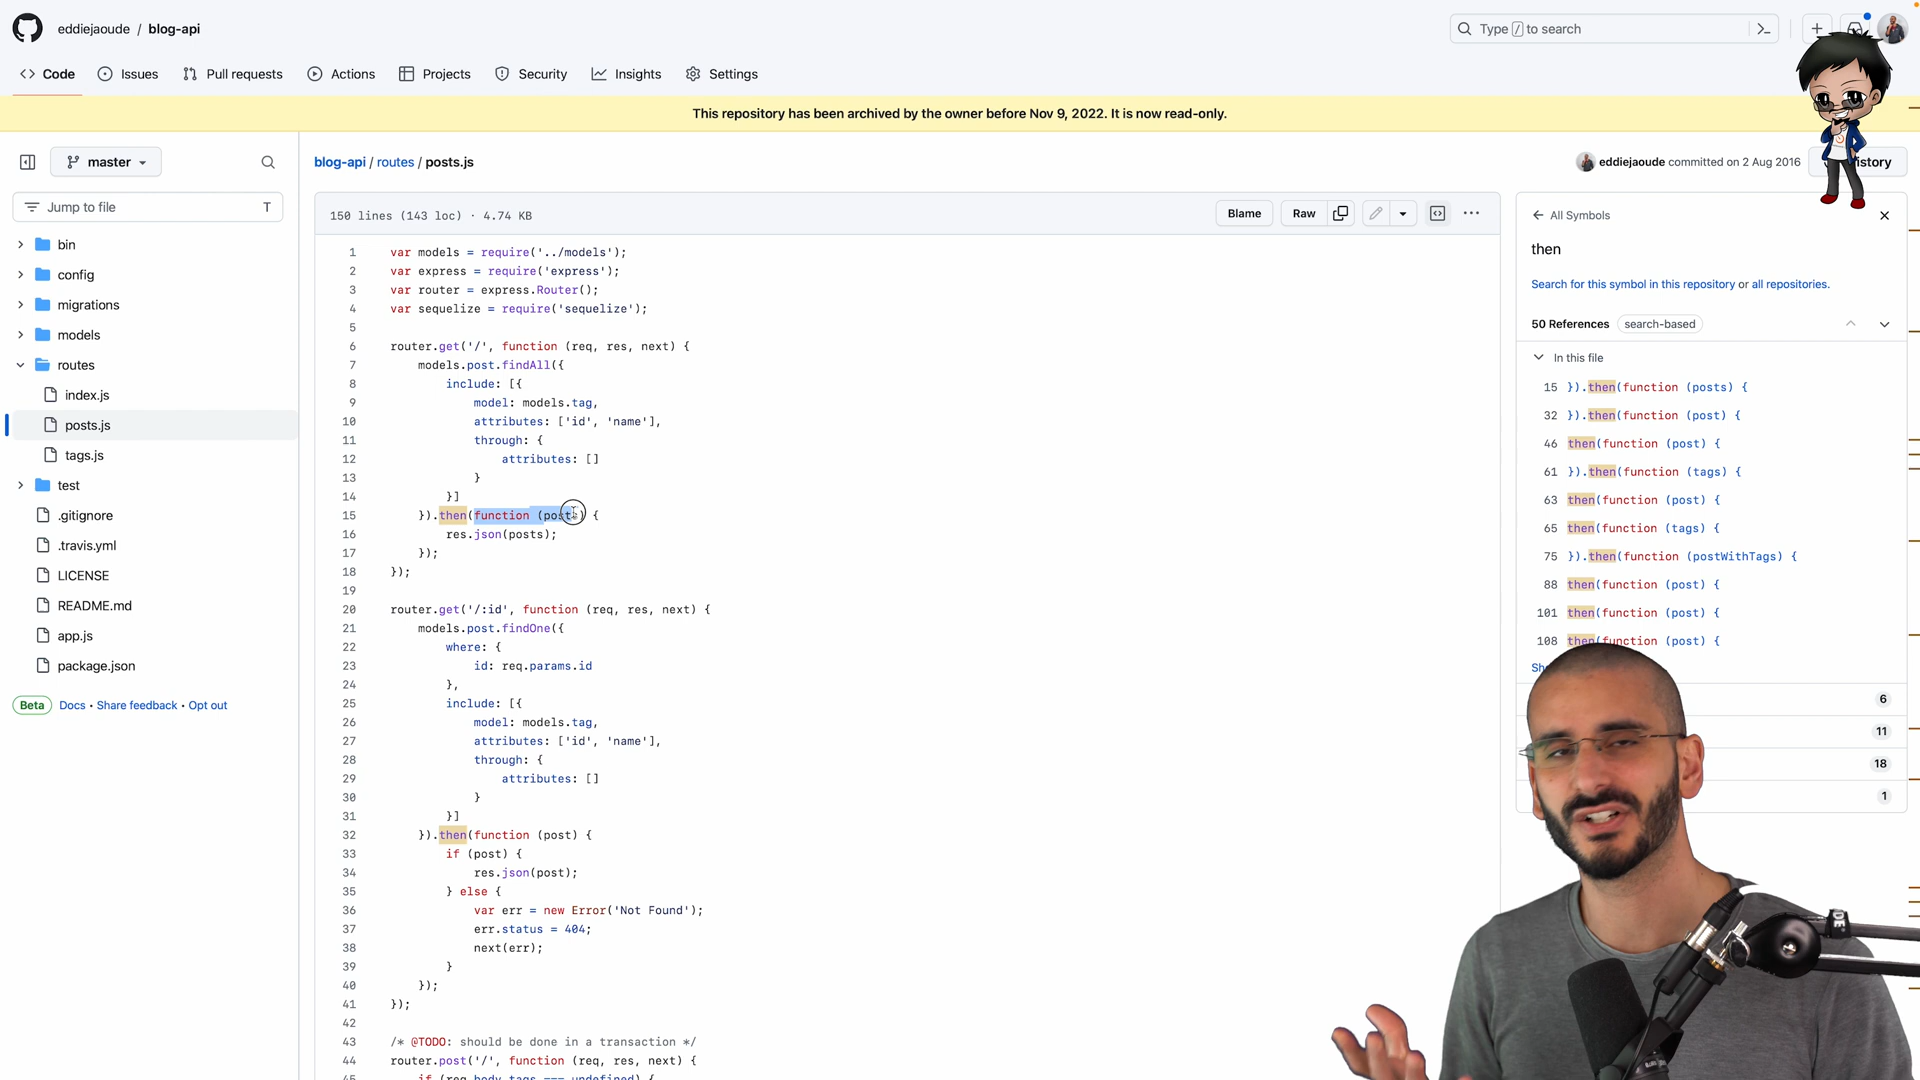 eddiejaoude / blog-api
Type / to search
Code
Issues
Pull requests
Actions
Projects
Security
Insights
Settings
This repository has been archived by the owner before Nov 9, 2022. It is now read-only.
master
Jump to file
T
bin
config
migrations
models
routes
index.js
posts.js
tags.js
test
.gitignore
.travis.yml
LICENSE
README.md
app.js
package.json
Beta Docs • Share feedback • Opt out
blog-api / routes / posts.js
eddiejaoude committed on 2 Aug 2016
150 lines (143 loc) · 4.74 KB
Blame
Raw
1 var models = require('../models');
2 var express = require('express');
3 var router = express.Router();
4 var sequelize = require('sequelize');
5
6 router.get('/', function (req, res, next) {
7 models.post.findAll({
8 include: [{
9 model: models.tag,
10 attributes: ['id', 'name'],
11 through: {
12 attributes: []
13 }
14 }]
15 }).then(function (posts) {
16 res.json(posts);
17 });
18 });
19
20 router.get('/:id', function (req, res, next) {
21 models.post.findOne({
22 where: {
23 id: req.params.id
24 },
25 include: [{
26 model: models.tag,
27 attributes: ['id', 'name'],
28 through: {
29 attributes: []
30 }
31 }]
32 }).then(function (post) {
33 if (post) {
34 res.json(post);
35 } else {
36 var err = new Error('Not Found');
37 err.status = 404;
38 next(err);
39 }
40 });
41 });
42
43 /* @TODO: should be done in a transaction */
44 router.post('/', function (req, res, next) {
45 if (req.body.tags === undefined) {
All Symbols
then
Search for this symbol in this repository or all repositories.
50 References search-based
In this file
15 }).then(function (posts) {
32 }).then(function (post) {
46 then(function (post) {
61 }).then(function (tags) {
63 then(function (post) {
65 then(function (tags) {
75 }).then(function (postWithTags) {
88 then(function (post) {
101 then(function (post) {
108 then(function (post) {
6
11
18
1